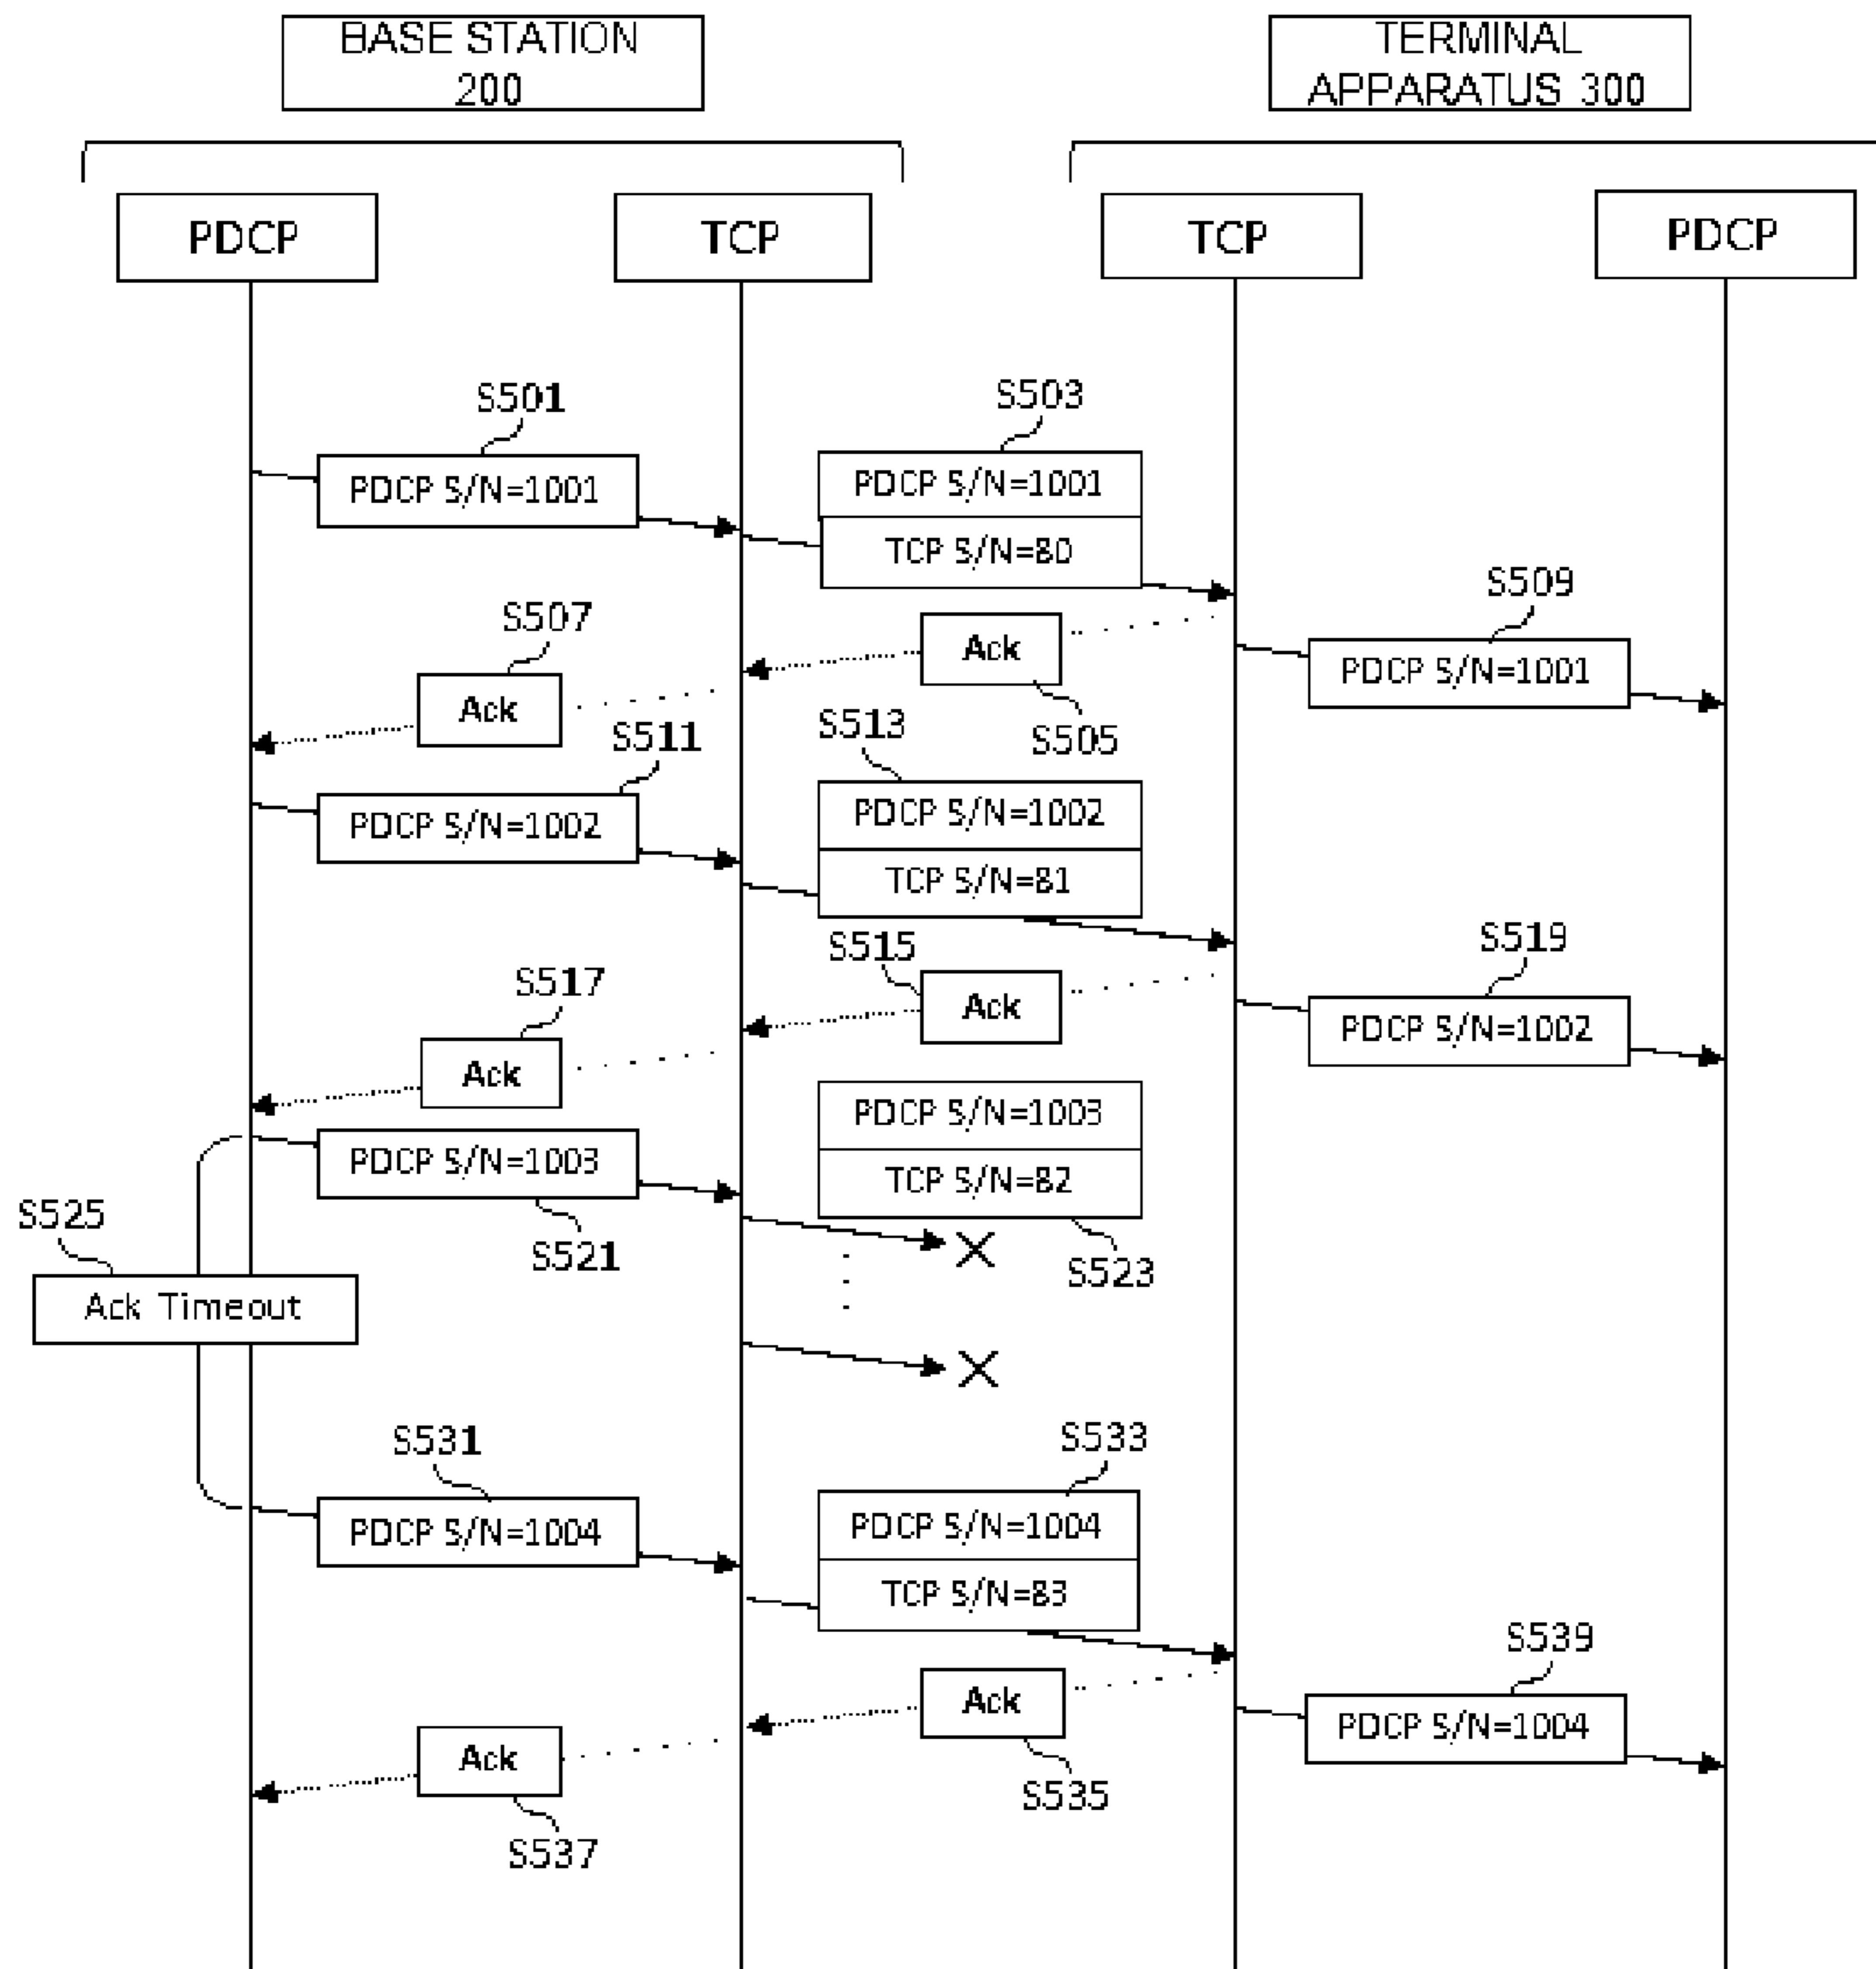 BASE STATION
200
TERMINAL
APPARATUS 300
PDCP
TCP
TCP
PDCP
S501
S503
PDCP S/N=1001
PDCP S/N=1001
TCP S/N=80
S509
S507
Ack
PDCP S/N=1001
Ack
S505
S513
S511
PDCP S/N=1002
PDCP S/N=1002
TCP S/N=81
S515
S519
S517
Ack
PDCP S/N=1002
Ack
PDCP S/N=1003
PDCP S/N=1003
TCP S/N=82
S525
S521
S523
Ack Timeout
S531
S533
PDCP S/N=1004
PDCP S/N=1004
TCP S/N=83
S539
Ack
PDCP S/N=1004
Ack
S535
S537